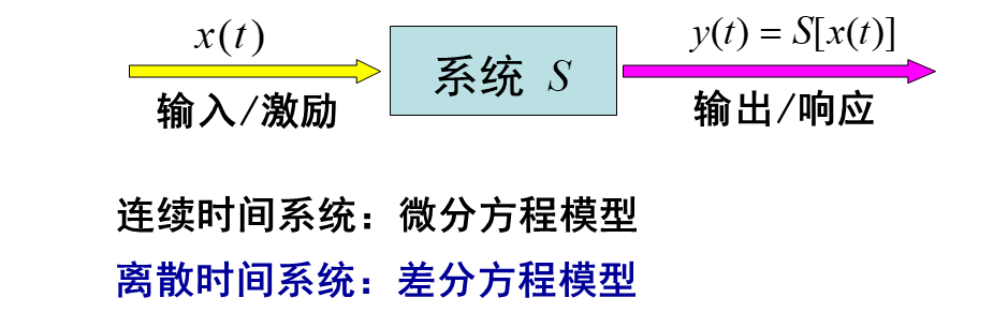 x(t)
输入/激励
系统 S
y(t) = S[x(t)]
输出/响应
连续时间系统：微分方程模型
离散时间系统：差分方程模型